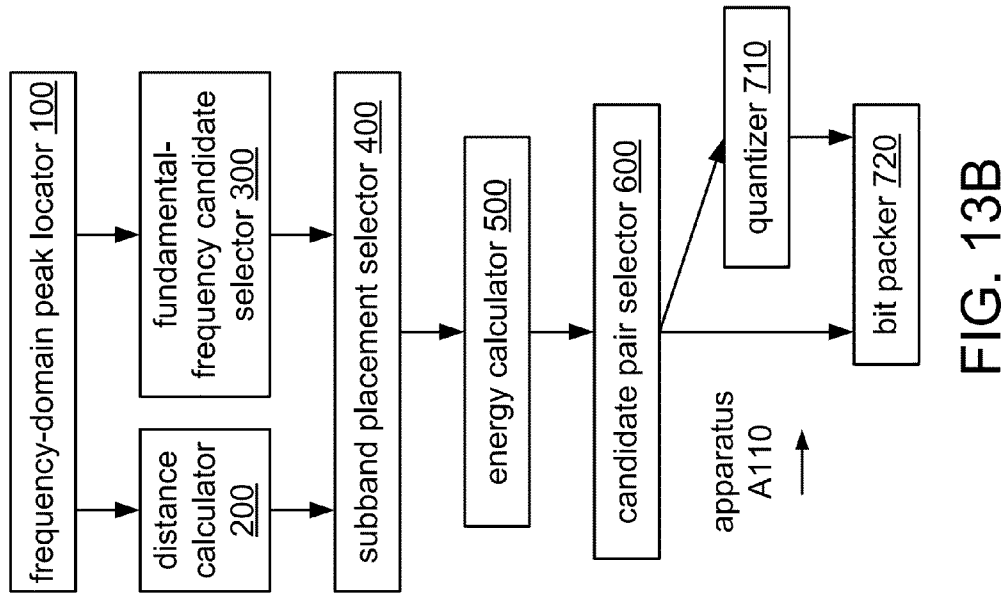 frequency-domain peak locator 100
distance
calculator
200
fundamental-
frequency candidate
selector 300
subband placement selector 400
energy calculator 500
candidate pair selector 600
quantizer 710
bit packer 720
apparatus
A110
FIG. 13B